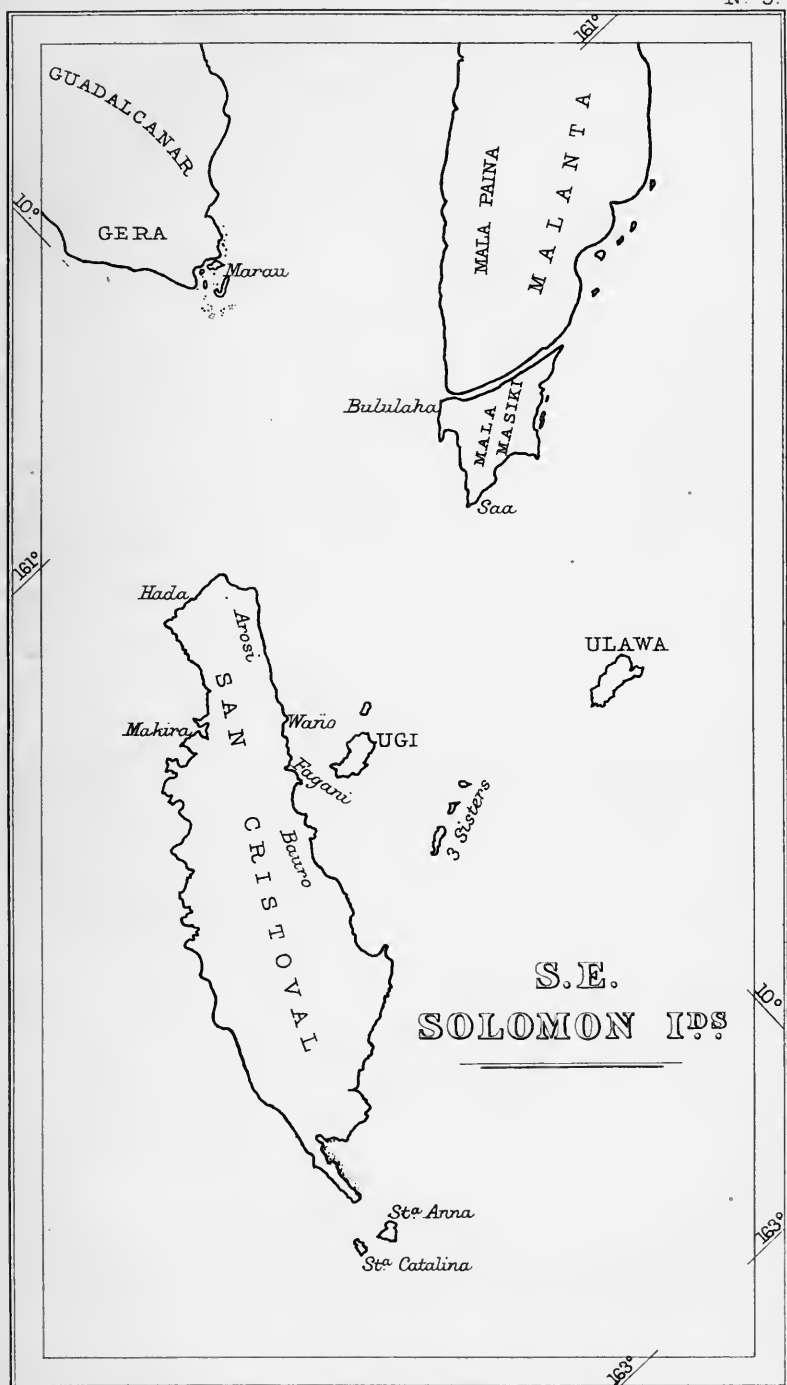 Nº 3.
161°
GUADALCANAR
10°
GERA
Marau
MALA PAINA
MALANTA
Bululaha
MALA MASIKI
Saa
161°
Hada
Arosi
SAN CRISTOVAL
Makira
Waño
UGI
Fagani
Bauro
ULAWA
3 Sisters
S.E.
SOLOMON Iᴰˢ.
10°
Stª Anna
Stª Catalina
163°
163°